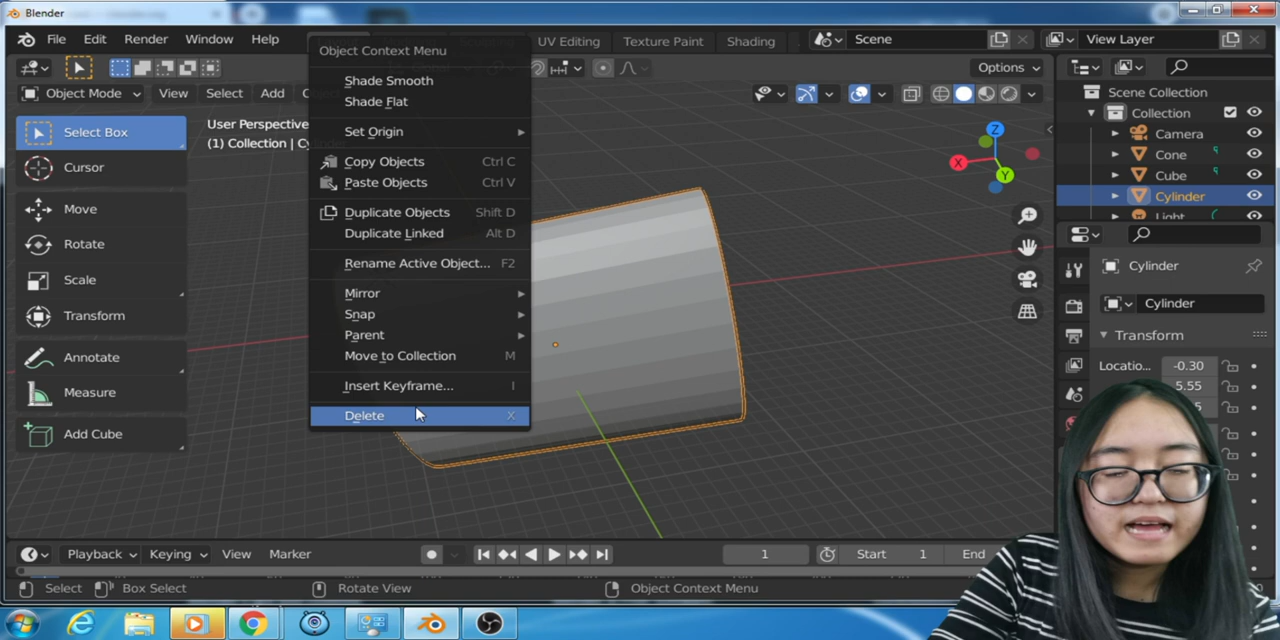 Blender
File Edit Render Window Help UV Editing Texture Paint Shading Scene View Layer
Options
Object Mode View Select Add
Object Context Menu
Shade Smooth
Shade Flat
Set Origin
Copy Objects Ctrl C
Paste Objects Ctrl V
Duplicate Objects Shift D
Duplicate Linked Alt D
Rename Active Object... F2
Mirror
Snap
Parent
Move to Collection M
Insert Keyframe... I
Delete X
Select Box
Cursor
Move
Rotate
Scale
Transform
Annotate
Measure
Add Cube
User Perspective
(1) Collection |
Z
X
Y
Scene Collection
Collection
Camera
Cone
Cube
Cylinder
Light
Cylinder
Cylinder
Transform
Locatio... -0.30
5.55
Playback Keying View Marker 1 Start 1 End
Select Box Select Rotate View Object Context Menu